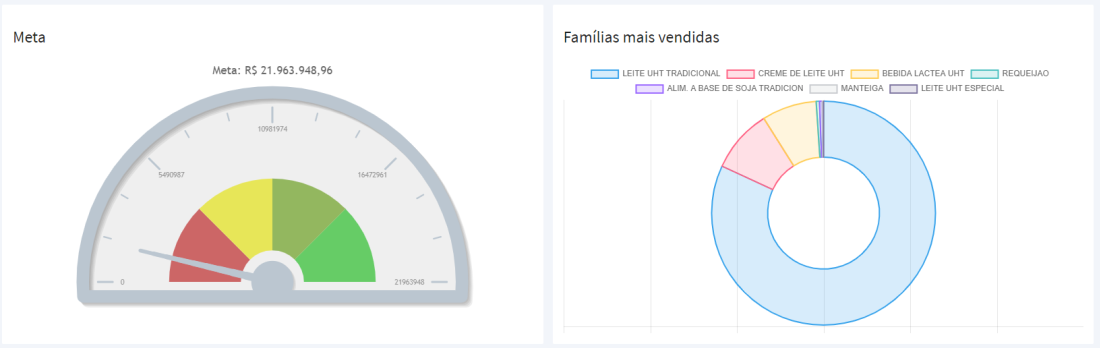 Meta
Meta: R$ 21.963.948,96
10981974
5490987
16472961
0
21963948
Famílias mais vendidas
LEITE UHT TRADICIONAL CREME DE LEITE UHT BEBIDA LACTEA UHT REQUEIJAO
ALIM. A BASE DE SOJA TRADICION MANTEIGA LEITE UHT ESPECIAL